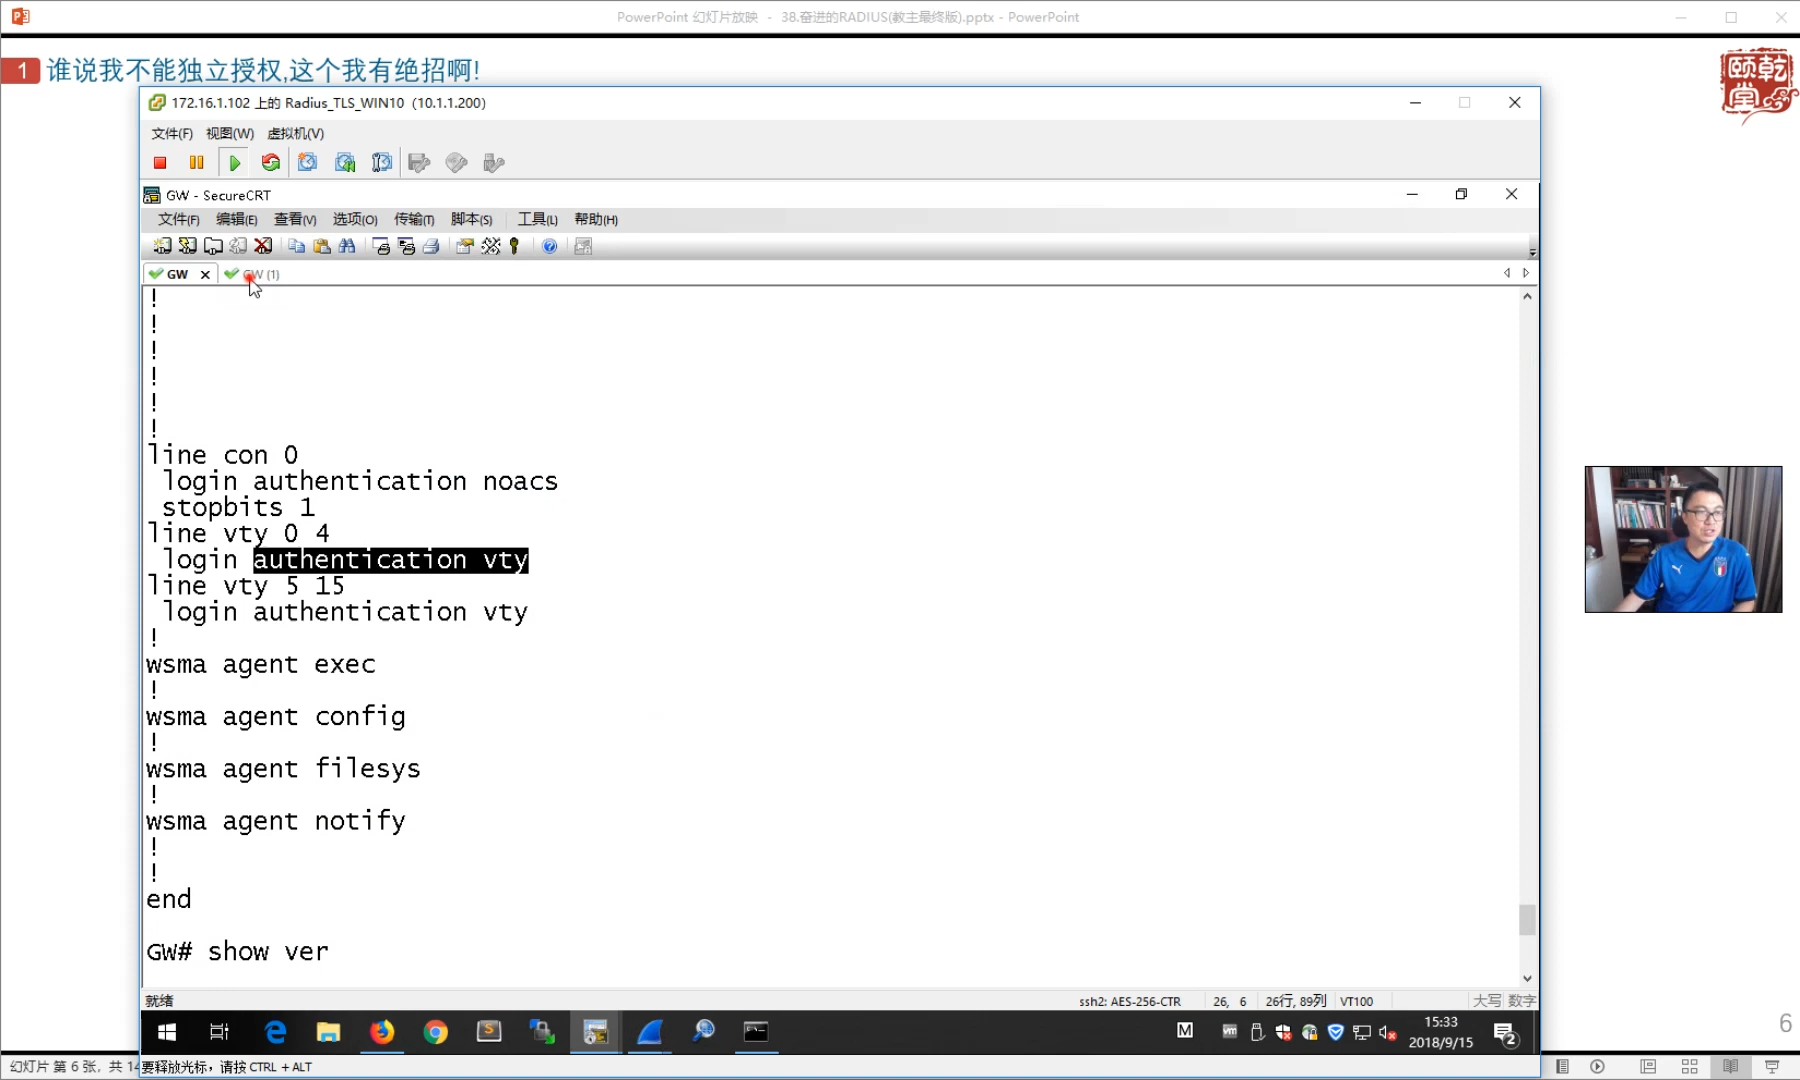 PowerPoint 幻灯片放映 - 38.奋进的RADIUS(教主最终版).pptx - PowerPoint
1 谁说我不能独立授权,这个我有绝招啊!
颐乾堂
172.16.1.102 上的 Radius_TLS_WIN10 (10.1.1.200)
文件(F) 视图(W) 虚拟机(V)
GW - SecureCRT
文件(F) 编辑(E) 查看(V) 选项(O) 传输(T) 脚本(S) 工具(L) 帮助(H)
GW GW (1)
!
!
!
!
!
!
line con 0
login authentication noacs
stopbits 1
line vty 0 4
login authentication vty
line vty 5 15
login authentication vty
!
wsma agent exec
!
wsma agent config
!
wsma agent filesys
!
wsma agent notify
!
!
end
GW# show ver
就绪 ssh2: AES-256-CTR 26, 6 26行, 89列 VT100 大写 数字
15:33
2018/9/15
2
6
幻灯片 第 6 张，共 14
要释放光标，请按 CTRL + ALT